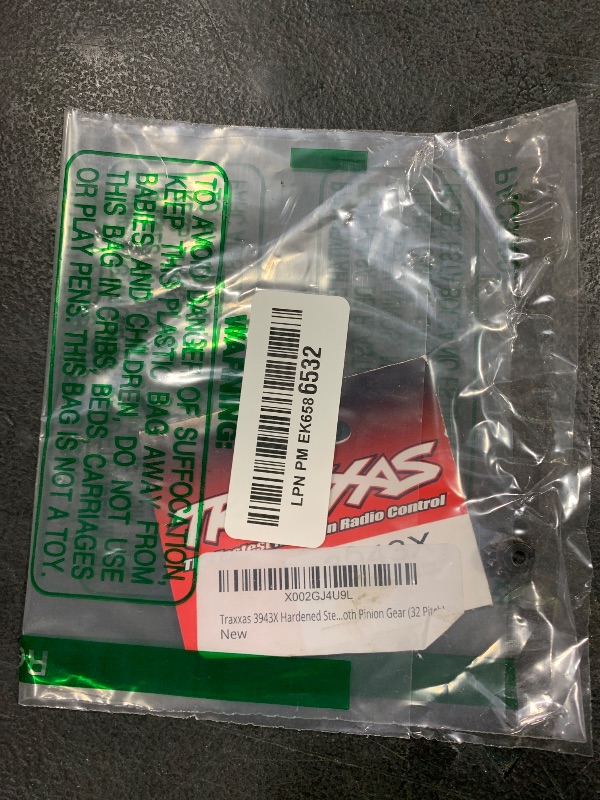 WARNING:
TO AVOID DANGER OF SUFFOCATION,
KEEP THIS PLASTIC BAG AWAY FROM
BABIES AND CHILDREN, DO NOT USE
THIS BAG IN CRIBS, BEDS, CARRIAGES
OR PLAY PENS. THIS BAG IS NOT A TOY.
LPN PM EK658 6532
TRAXXAS
Radio Control
X002GJ4U9L
Traxxas 3943X Hardened Ste...oth Pinion Gear (32 Pitch)
New